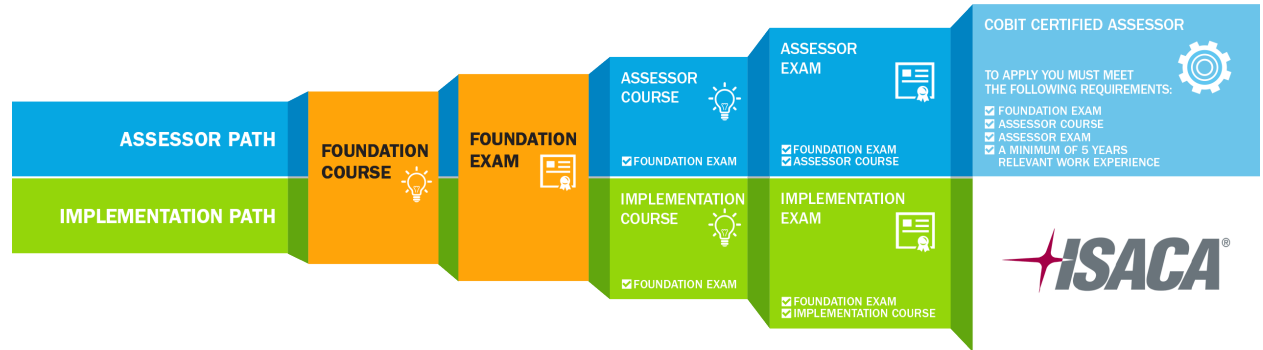 ASSESSOR PATH
IMPLEMENTATION PATH
FOUNDATION
COURSE
FOUNDATION
EXAM
ASSESSOR
COURSE
FOUNDATION EXAM
IMPLEMENTATION
COURSE
FOUNDATION EXAM
ASSESSOR
EXAM
FOUNDATION EXAM
ASSESSOR COURSE
IMPLEMENTATION
EXAM
FOUNDATION EXAM
IMPLEMENTATION COURSE
COBIT CERTIFIED ASSESSOR
TO APPLY YOU MUST MEET
THE FOLLOWING REQUIREMENTS:
FOUNDATION EXAM
ASSESSOR COURSE
ASSESSOR EXAM
A MINIMUM OF 5 YEARS
RELEVANT WORK EXPERIENCE
ISACA®